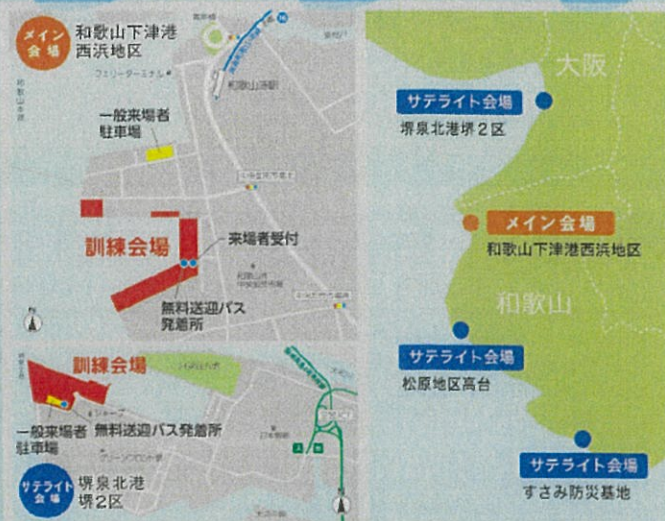 メイン
会場
和歌山下津港
西浜地区
フェリーターミナル
和歌山港駅
一般来場者
駐車場
訓練会場
来場者受付
無料送迎バス
発着所
訓練会場
一般来場者
駐車場
無料送迎バス発着所
サテライト
会場
堺泉北港
堺2区
大阪
サテライト会場
堺泉北港堺2区
メイン会場
和歌山下津港西浜地区
和歌山
サテライト会場
松原地区高台
サテライト会場
すさみ防災基地